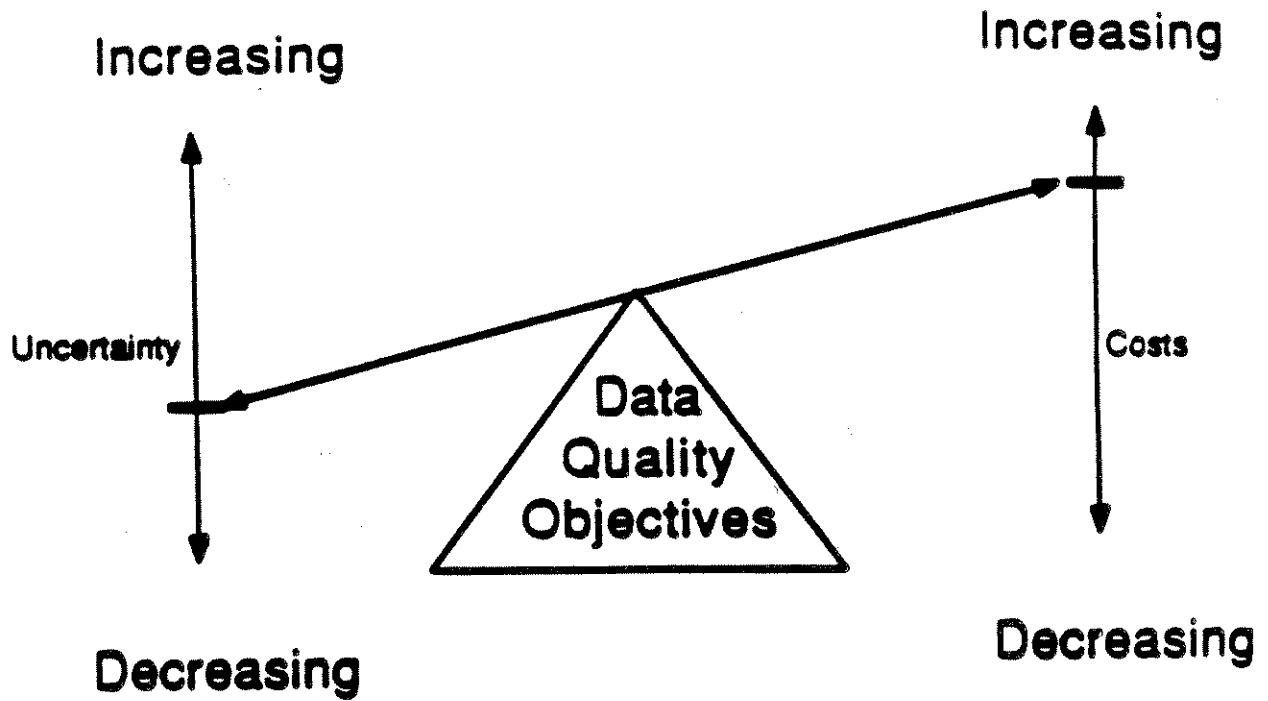 Increasing
Increasing
Uncertainty
Costs
Data
Quality
Objectives
Decreasing
Decreasing